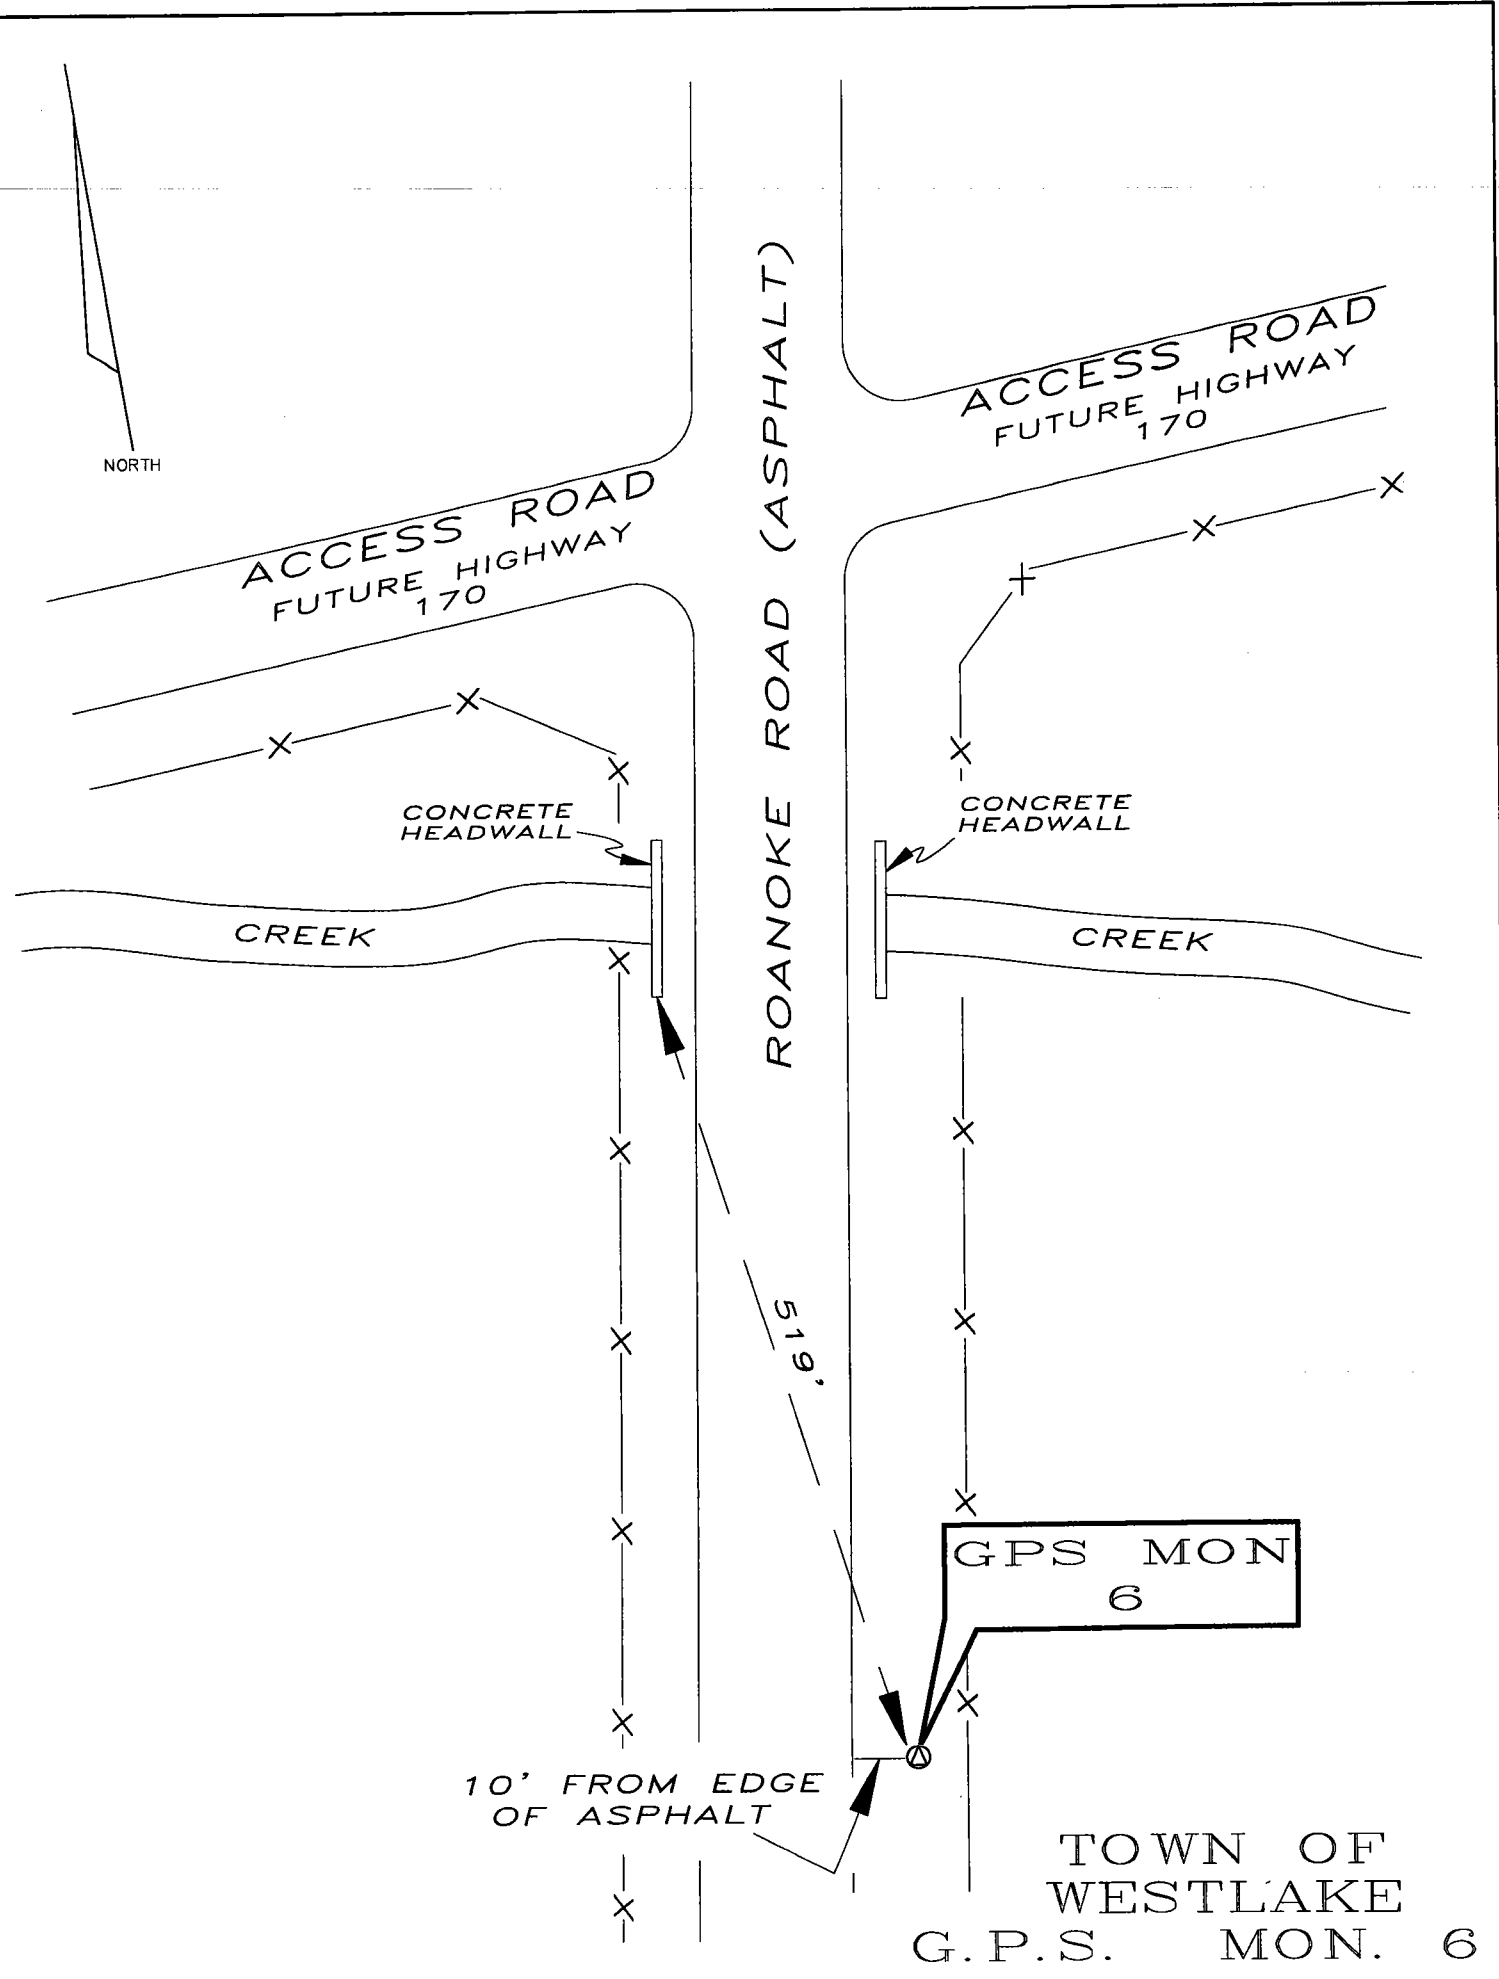 NORTH
ROANOKE ROAD (ASPHALT)
ACCESS ROAD
FUTURE HIGHWAY
170
ACCESS ROAD
FUTURE HIGHWAY
170
CONCRETE
HEADWALL
CONCRETE
HEADWALL
CREEK
CREEK
519'
GPS MON
6
10' FROM EDGE
OF ASPHALT
TOWN OF
WESTLAKE
G.P.S. MON. 6